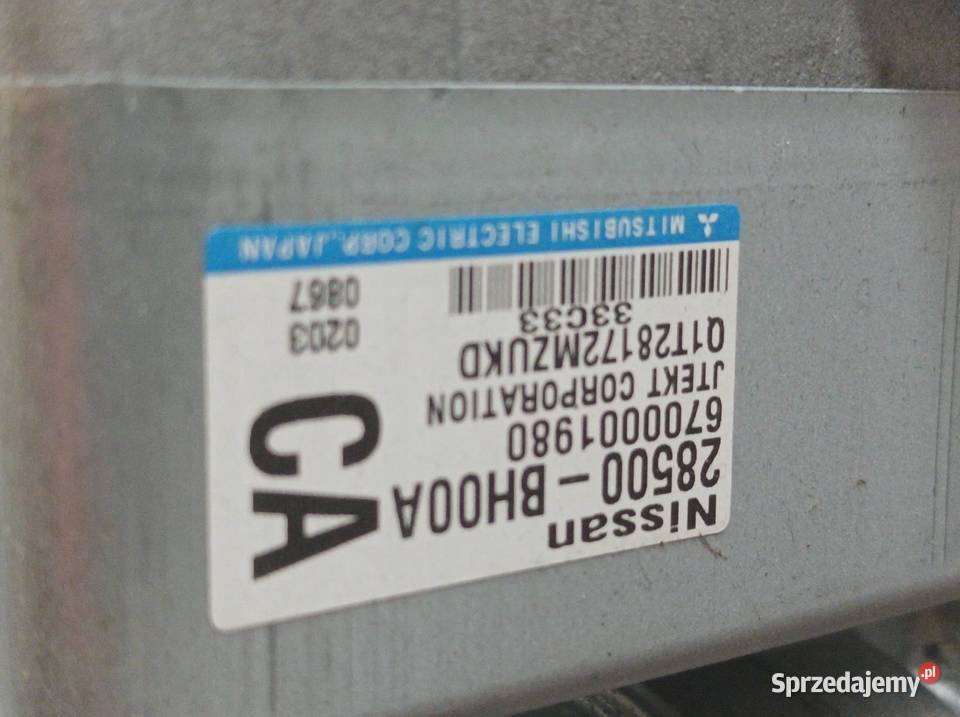 Nissan
28500-BH00A
6700001980
JTEKT CORPORATION
Q1T28172MZUKD
33C33
CA
0203
0867
MITSUBISHI ELECTRIC CORP., JAPAN
Sprzedajemy.pl